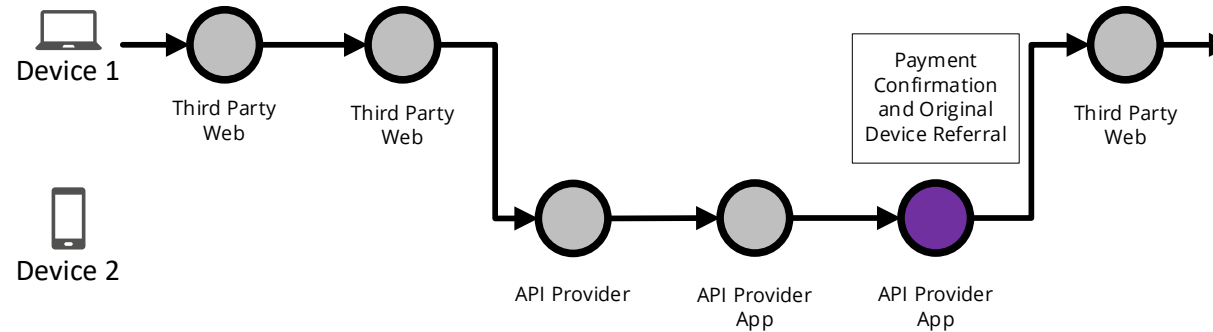 Device 1
Third Party
Web
Third Party
Web
Payment
Confirmation
and Original
Device Referral
Third Party
Web
Device 2
API Provider
API Provider
App
API Provider
App